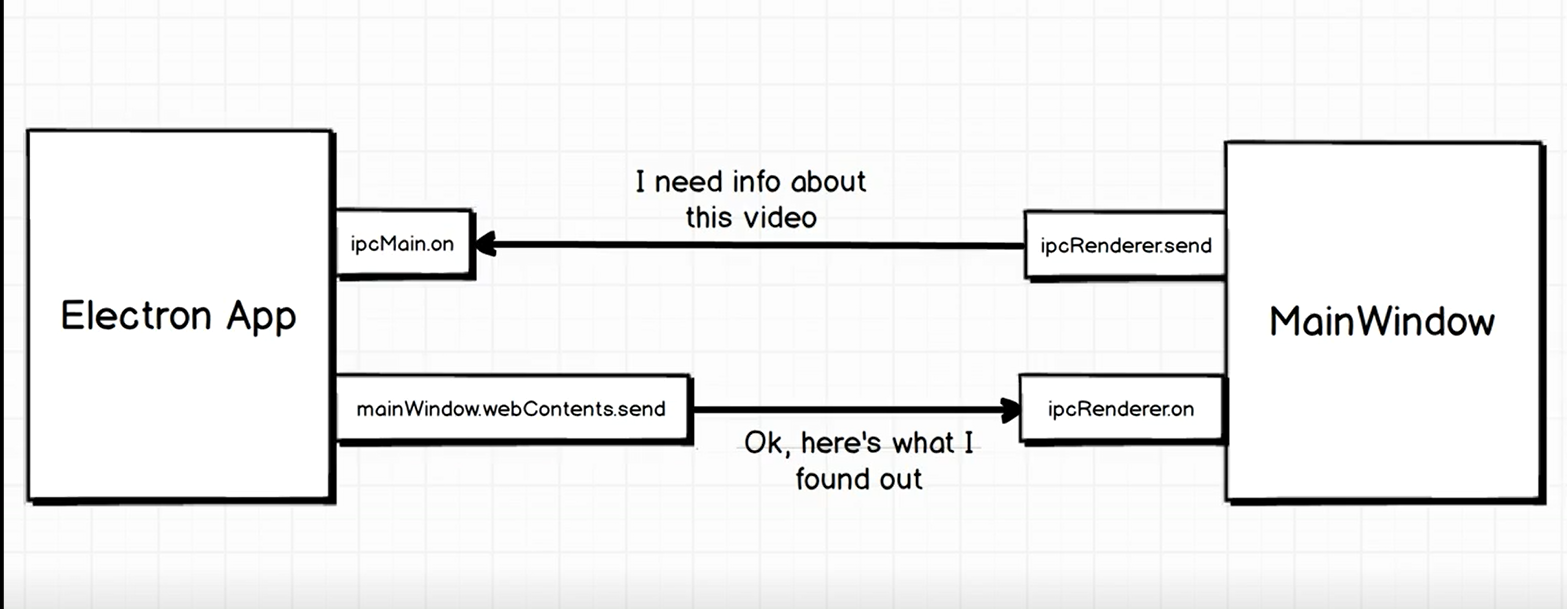 I need info about
this video
ipcMain.on
ipcRenderer.send
Electron App
MainWindow
mainWindow.webContents.send
ipcRenderer.on
Ok, here's what I
found out